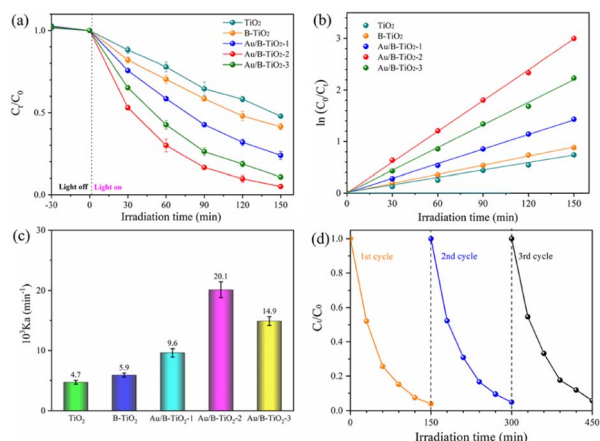 (a)
TiO₂
B-TiO₂
Au/B-TiO₂-1
Au/B-TiO₂-2
Au/B-TiO₂-3
Cₜ/C₀
1.0
0.5
0.0
Light off
Light on
-30 0 30 60 90 120 150
Irradiation time (min)
(b)
TiO₂
B-TiO₂
Au/B-TiO₂-1
Au/B-TiO₂-2
Au/B-TiO₂-3
ln (C₀/Cₜ)
3
2
1
0
0 30 60 90 120 150
Irradiation time (min)
(c)
10³Ka (min⁻¹)
30
20
10
0
4.7
5.9
9.6
20.1
14.9
TiO₂ B-TiO₂ Au/B-TiO₂-1 Au/B-TiO₂-2 Au/B-TiO₂-3
(d)
Cₜ/C₀
1.0
0.8
0.6
0.4
0.2
0.0
1st cycle
2nd cycle
3rd cycle
0 150 300 450
Irradiation time (min)